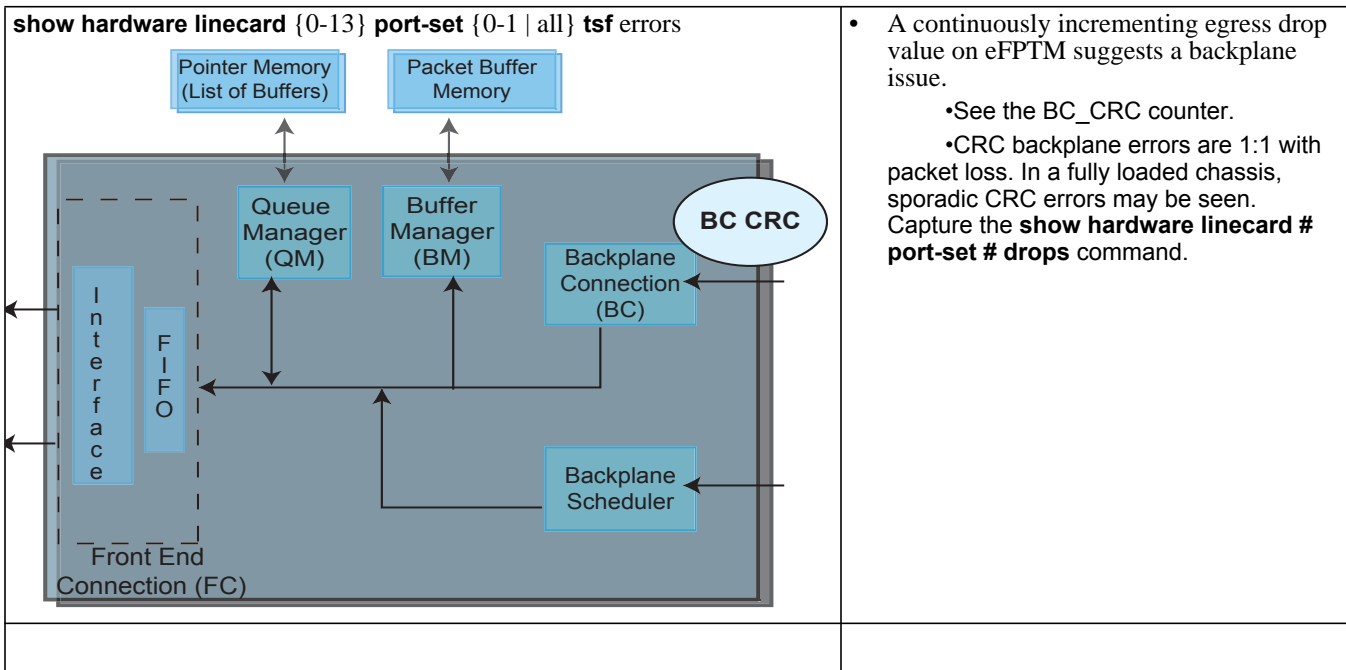 show hardware linecard {0-13} port-set {0-1 | all} tsf errors
Pointer Memory
(List of Buffers)
Packet Buffer
Memory
Queue
Manager
(QM)
Buffer
Manager
(BM)
BC CRC
Backplane
Connection
(BC)
Interface
FIFO
Backplane
Scheduler
Front End
Connection (FC)
• A continuously incrementing egress drop
value on eFPTM suggests a backplane
issue.
•See the BC_CRC counter.
•CRC backplane errors are 1:1 with
packet loss. In a fully loaded chassis,
sporadic CRC errors may be seen.
Capture the show hardware linecard #
port-set # drops command.